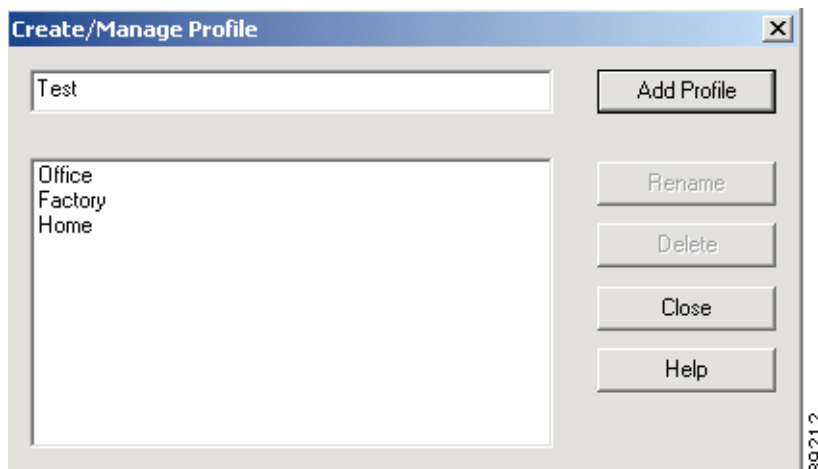 Create/Manage Profile
Test
Add Profile
Office
Factory
Home
Rename
Delete
Close
Help